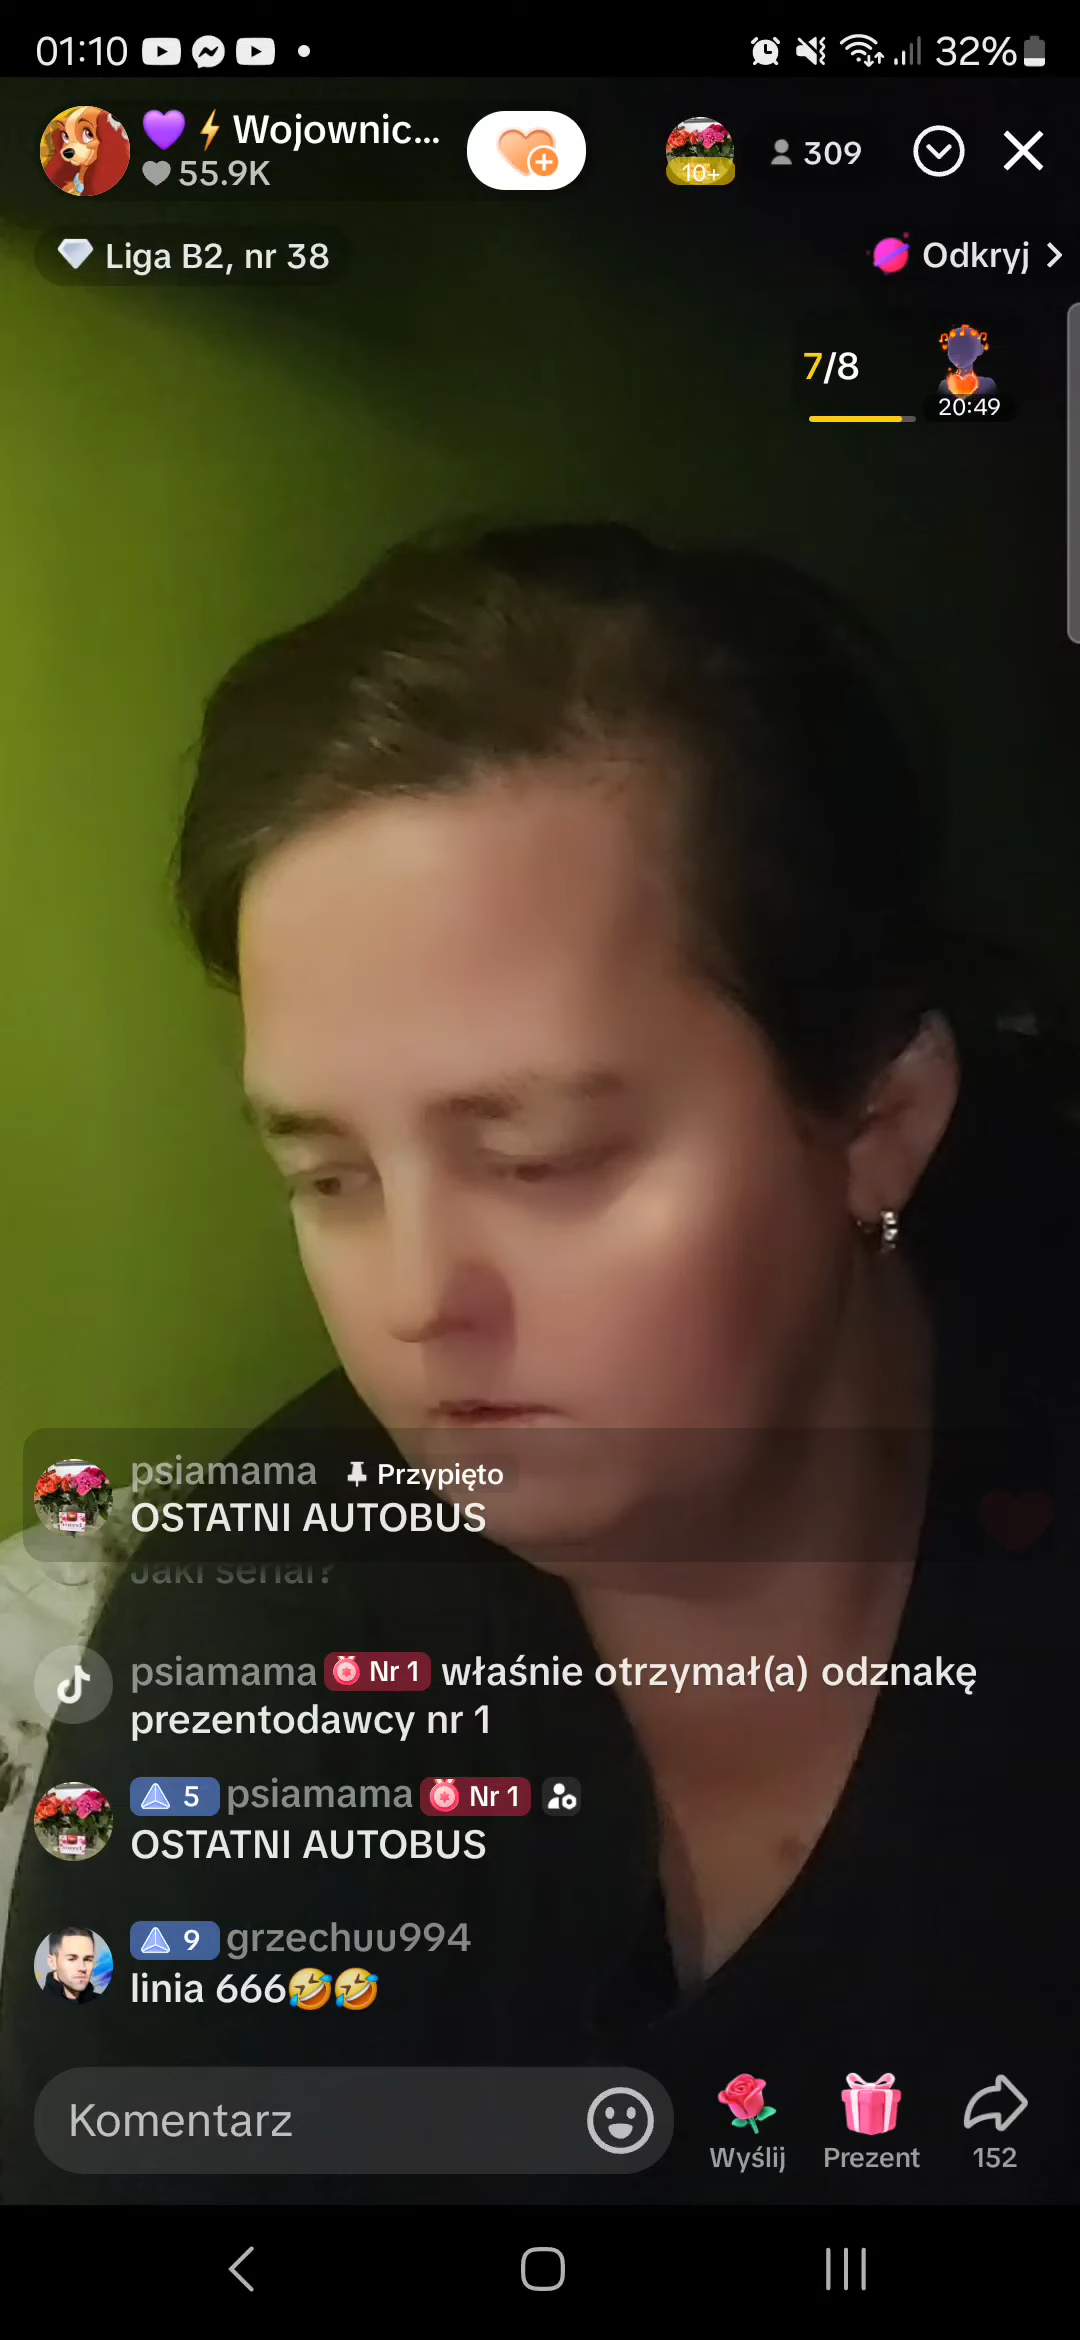 01:10
32%
Wojownic...
55.9K
10+
309
Liga B2, nr 38
Odkryj
7/8
20:49
psiamama Przypięto
OSTATNI AUTOBUS
Jaki serial?
psiamama Nr 1 właśnie otrzymał(a) odznakę
prezentodawcy nr 1
5 psiamama Nr 1
OSTATNI AUTOBUS
9 grzechuu994
linia 666🤣🤣
Komentarz
Wyślij
Prezent
152